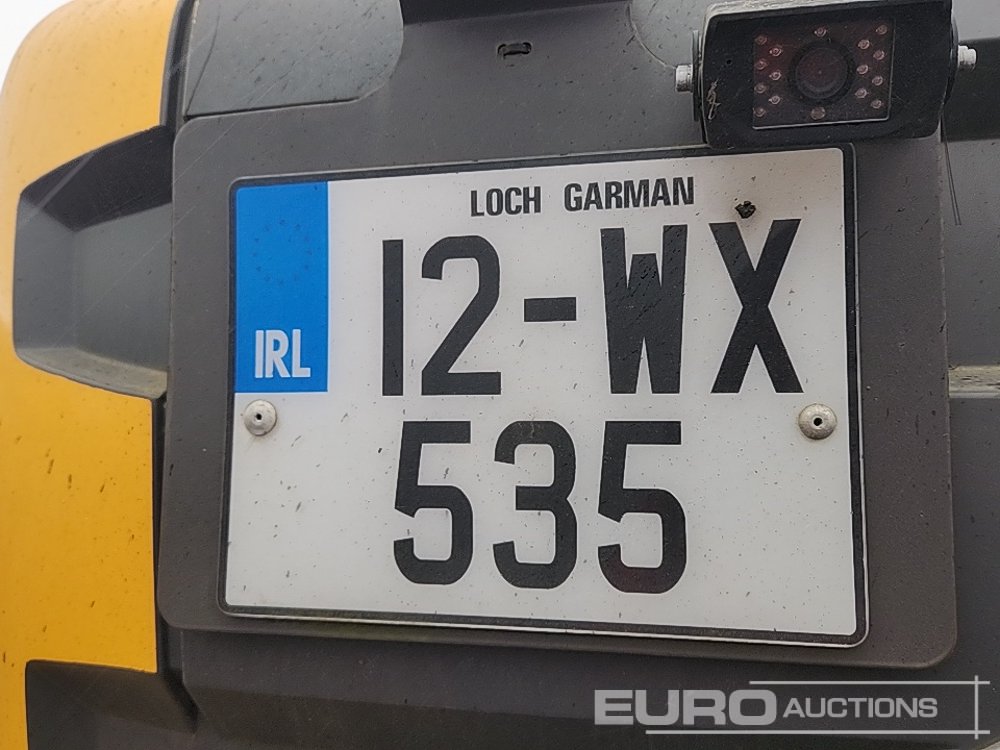 LOCH GARMAN
IRL
12-WX
535
EURO AUCTIONS